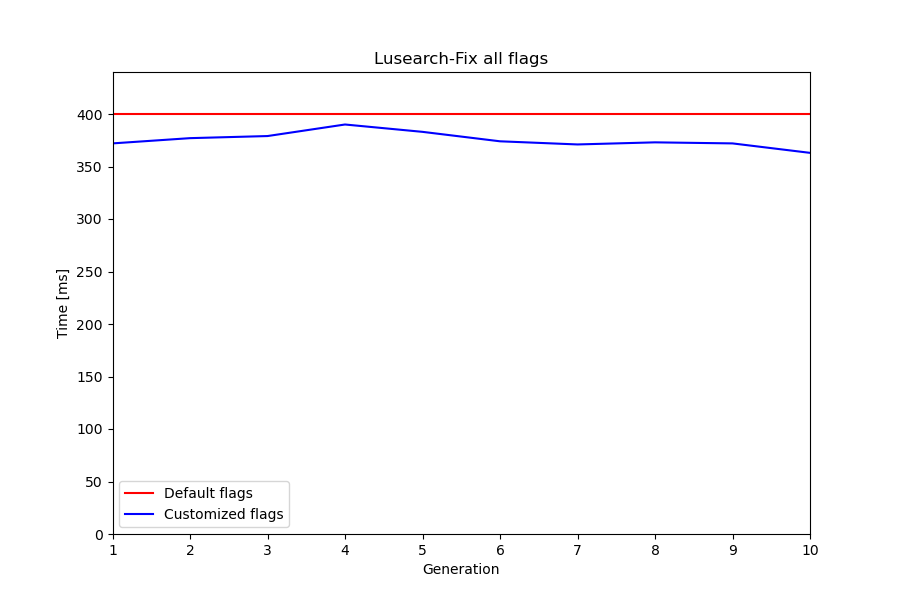 Lusearch-Fix all flags
Time [ms]
400
350
300
250
200
150
100
50
0
Default flags
Customized flags
1 2 3 4 5 6 7 8 9 10
Generation